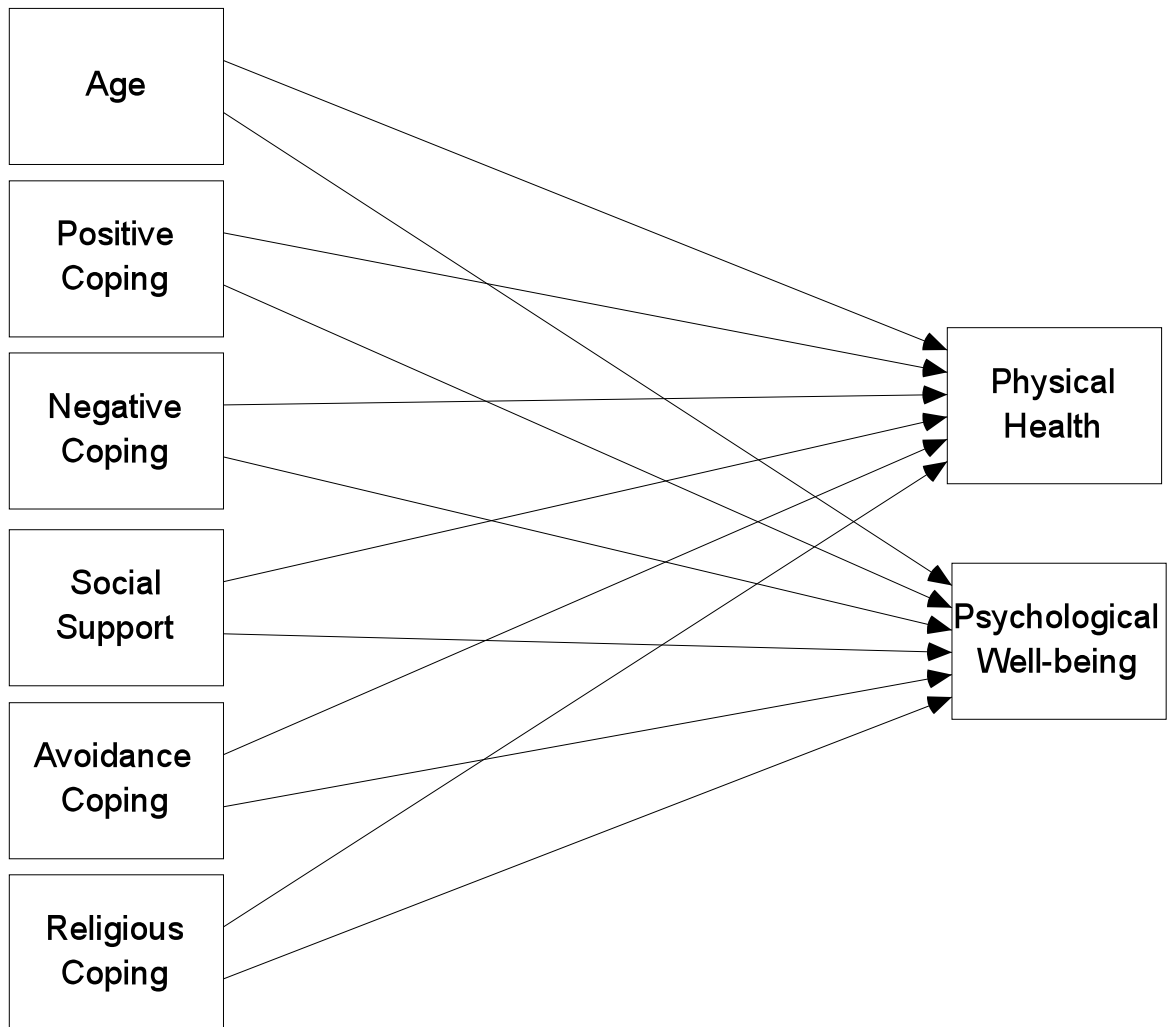 Age
Positive
Coping
Negative
Coping
Social
Support
Avoidance
Coping
Religious
Coping
Physical
Health
Psychological
Well-being